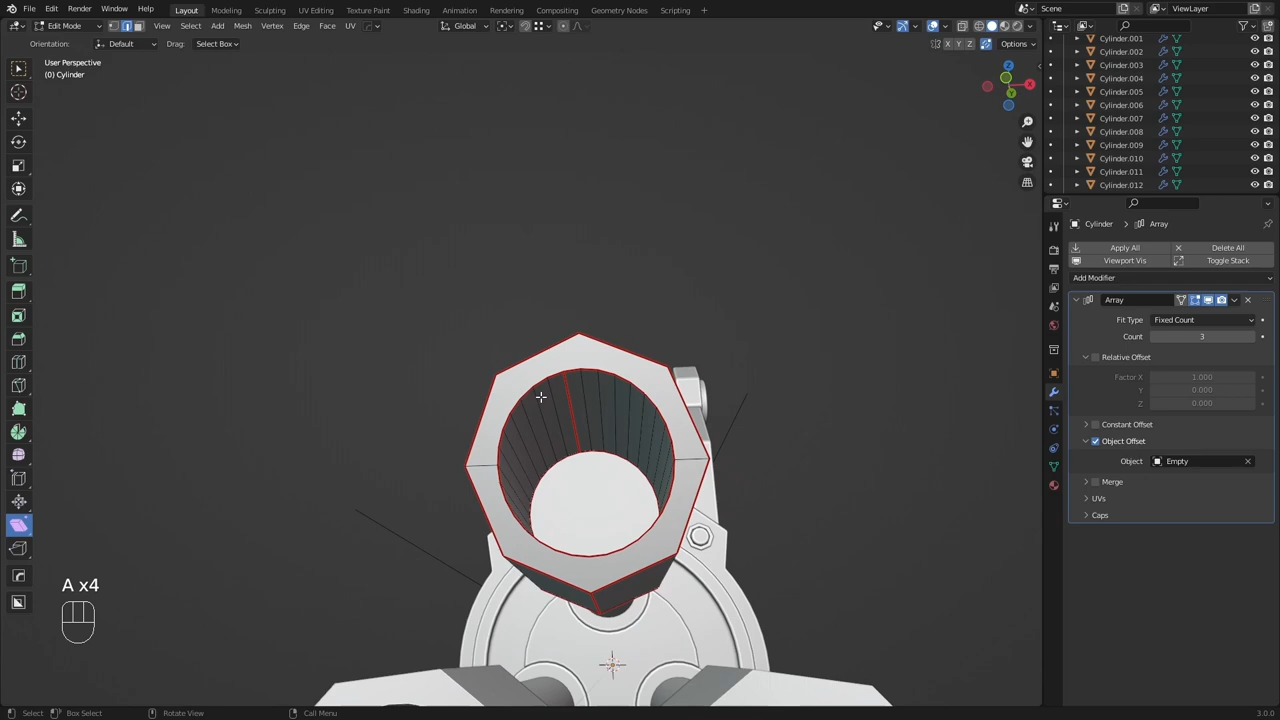 File Edit Render Window Help Layout Modeling Sculpting UV Editing Texture Paint Shading Animation Rendering Compositing Geometry Nodes Scripting Scene ViewLayer
Edit Mode View Select Add Mesh Vertex Edge Face UV Global
Orientation: Default Drag: Select Box X Y Z Options
User Perspective
(0) Cylinder
Z
X
Y
Cylinder.001
Cylinder.002
Cylinder.003
Cylinder.004
Cylinder.005
Cylinder.006
Cylinder.007
Cylinder.008
Cylinder.009
Cylinder.010
Cylinder.011
Cylinder.012
Cylinder > Array
Apply All Delete All
Viewport Vis Toggle Stack
Add Modifier
Array
Fit Type Fixed Count
Count 3
Relative Offset
Factor X 1.000
Y 0.000
Z 0.000
Constant Offset
Object Offset
Object Empty
Merge
UVs
Caps
A x4
Select Box Select Rotate View Call Menu 3.0.0